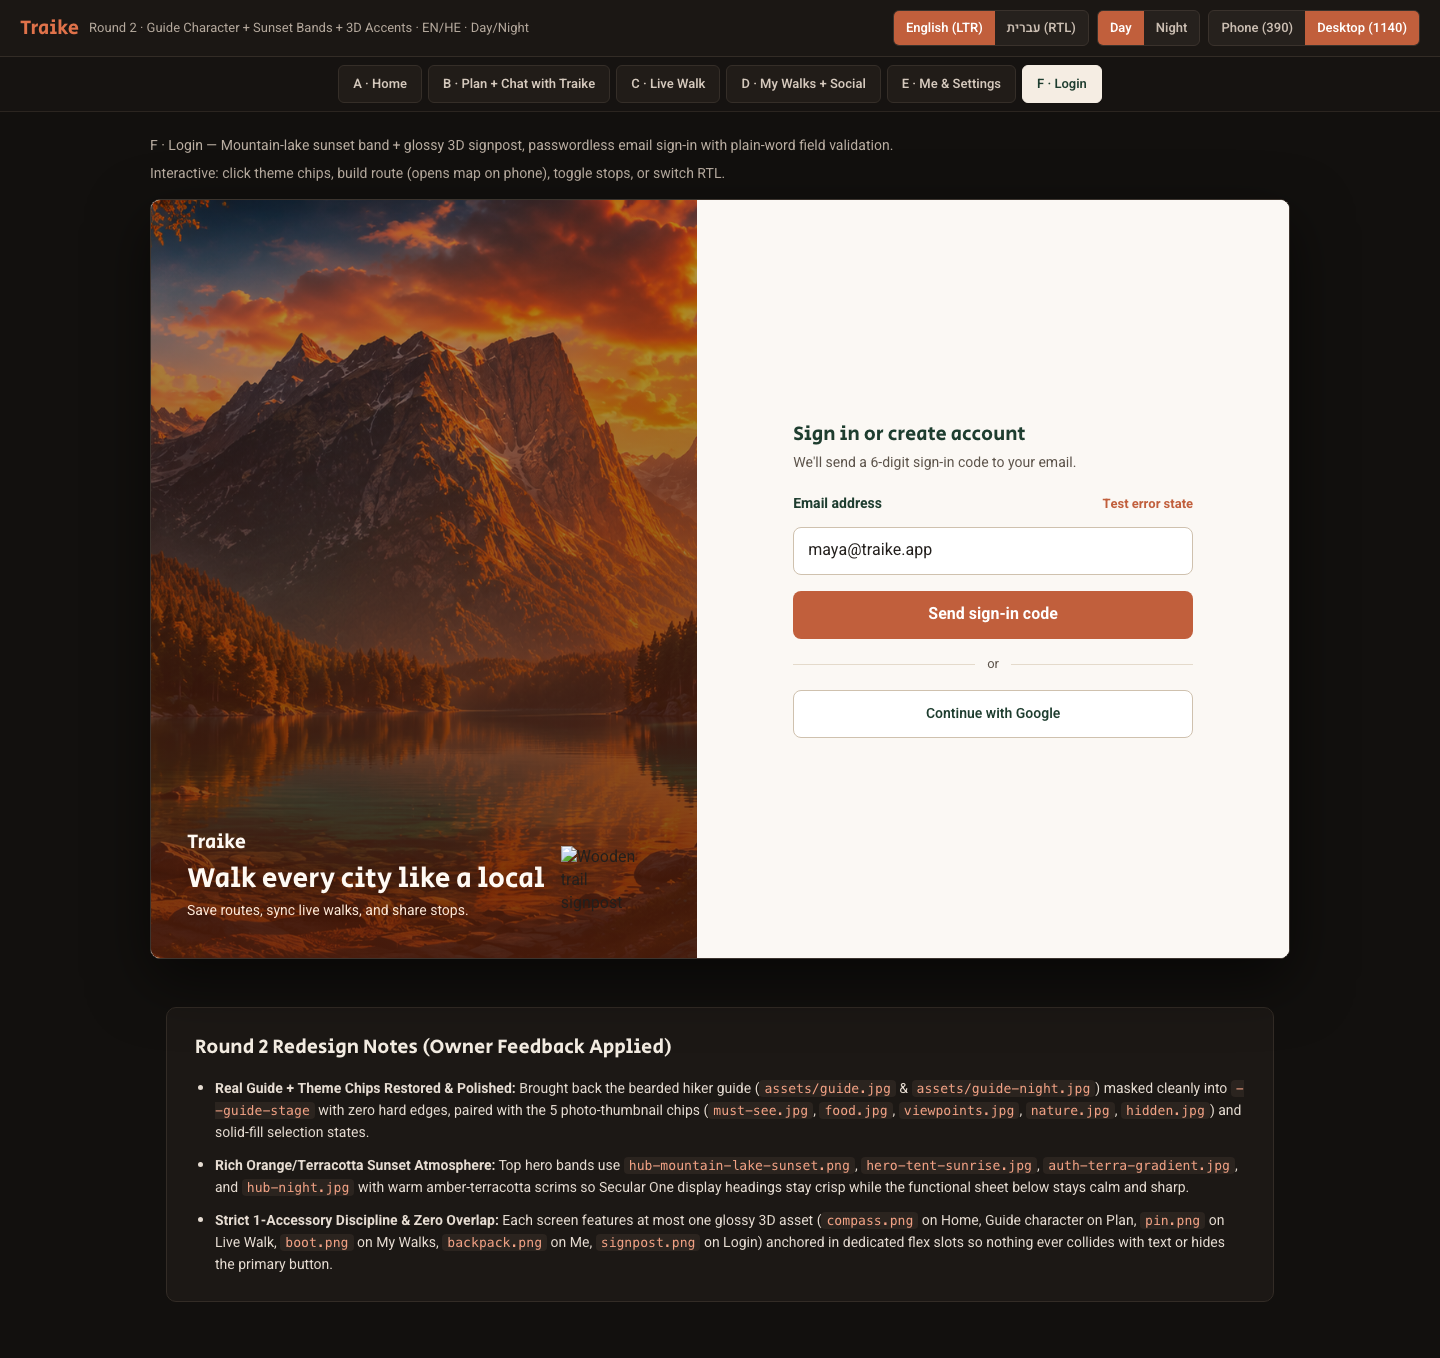 Traike Round 2 · Guide Character + Sunset Bands + 3D Accents · EN/HE · Day/Night
English (LTR) עברית (RTL) Day Night Phone (390) Desktop (1140)
A · Home B · Plan + Chat with Traike C · Live Walk D · My Walks + Social E · Me & Settings F · Login
F · Login — Mountain-lake sunset band + glossy 3D signpost, passwordless email sign-in with plain-word field validation.
Interactive: click theme chips, build route (opens map on phone), toggle stops, or switch RTL.
Traike
Walk every city like a local
Save routes, sync live walks, and share stops.
Wooden
trail
signpost
Sign in or create account
We'll send a 6-digit sign-in code to your email.
Email address Test error state
maya@traike.app
Send sign-in code
or
Continue with Google
Round 2 Redesign Notes (Owner Feedback Applied)
• Real Guide + Theme Chips Restored & Polished: Brought back the bearded hiker guide ( assets/guide.jpg & assets/guide-night.jpg ) masked cleanly into -
-guide-stage with zero hard edges, paired with the 5 photo-thumbnail chips ( must-see.jpg , food.jpg , viewpoints.jpg , nature.jpg , hidden.jpg ) and
solid-fill selection states.
• Rich Orange/Terracotta Sunset Atmosphere: Top hero bands use hub-mountain-lake-sunset.png , hero-tent-sunrise.jpg , auth-terra-gradient.jpg ,
and hub-night.jpg with warm amber-terracotta scrims so Secular One display headings stay crisp while the functional sheet below stays calm and sharp.
• Strict 1-Accessory Discipline & Zero Overlap: Each screen features at most one glossy 3D asset ( compass.png on Home, Guide character on Plan, pin.png on
Live Walk, boot.png on My Walks, backpack.png on Me, signpost.png on Login) anchored in dedicated flex slots so nothing ever collides with text or hides
the primary button.